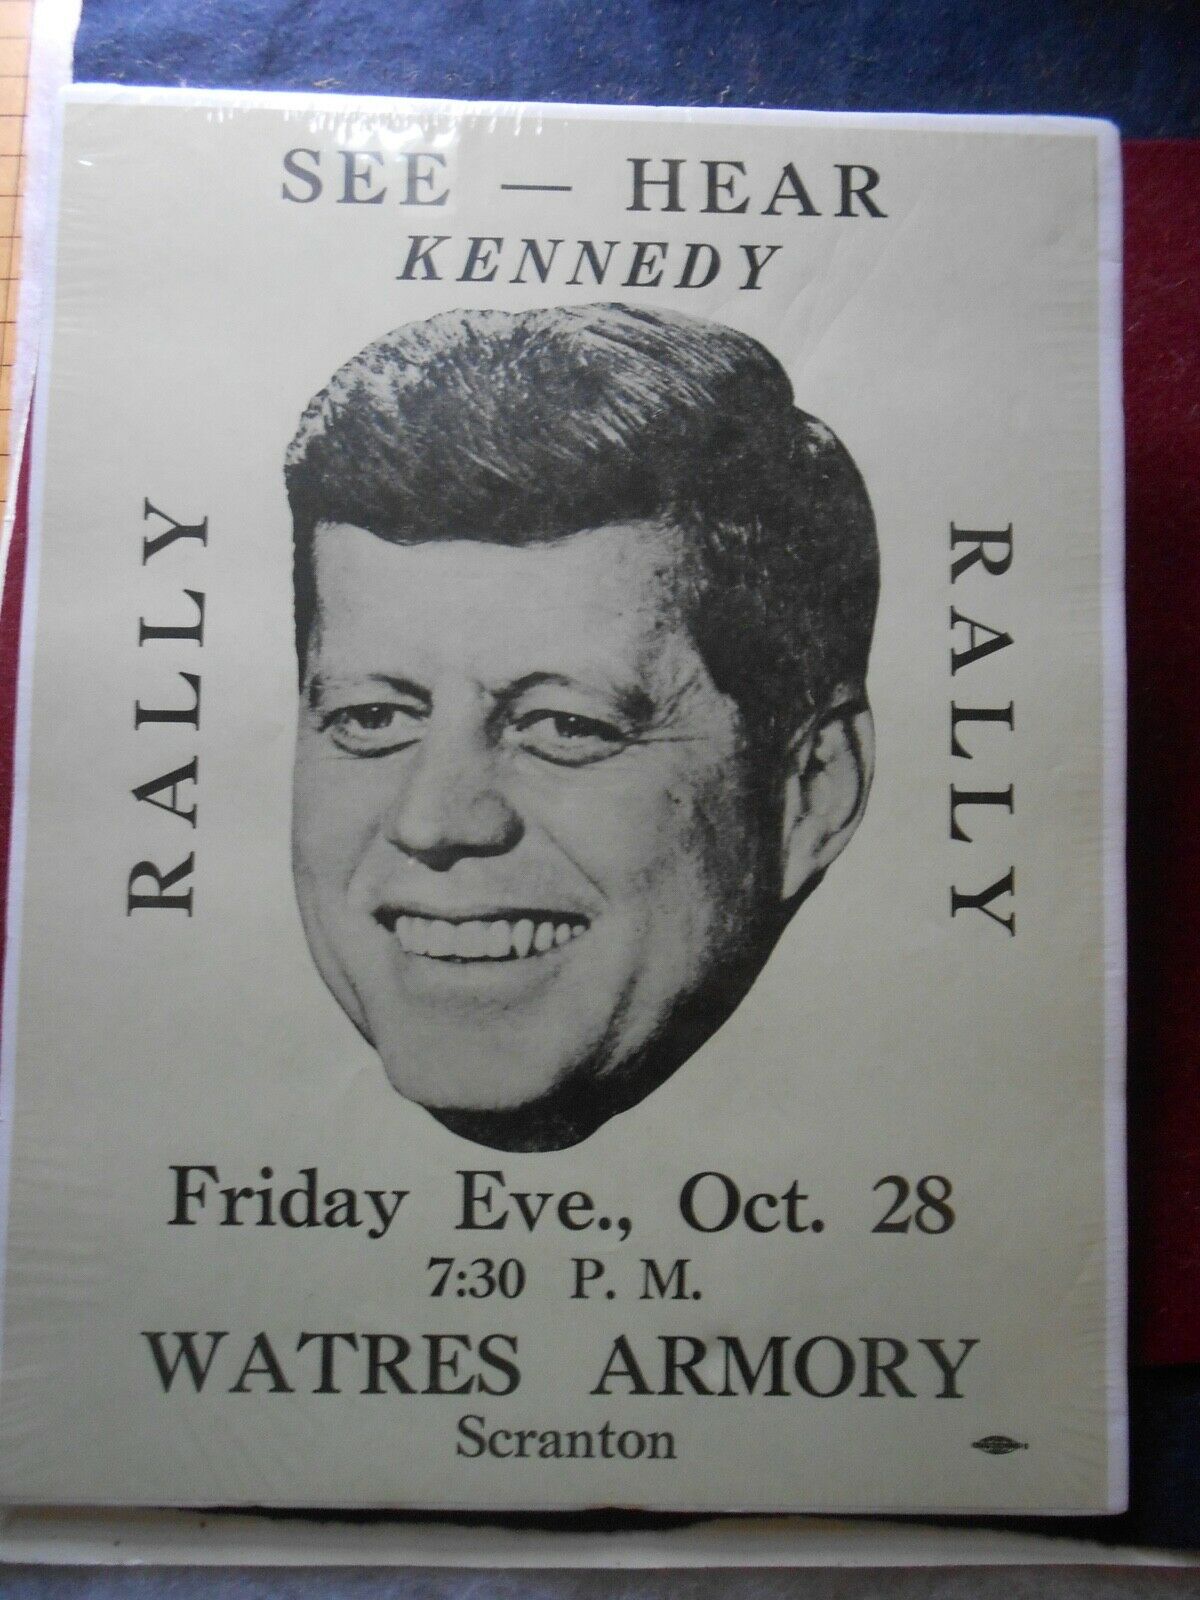 SEE — HEAR
KENNEDY
RALLY
RALLY
Friday Eve., Oct. 28
7:30 P. M.
WATRES ARMORY
Scranton